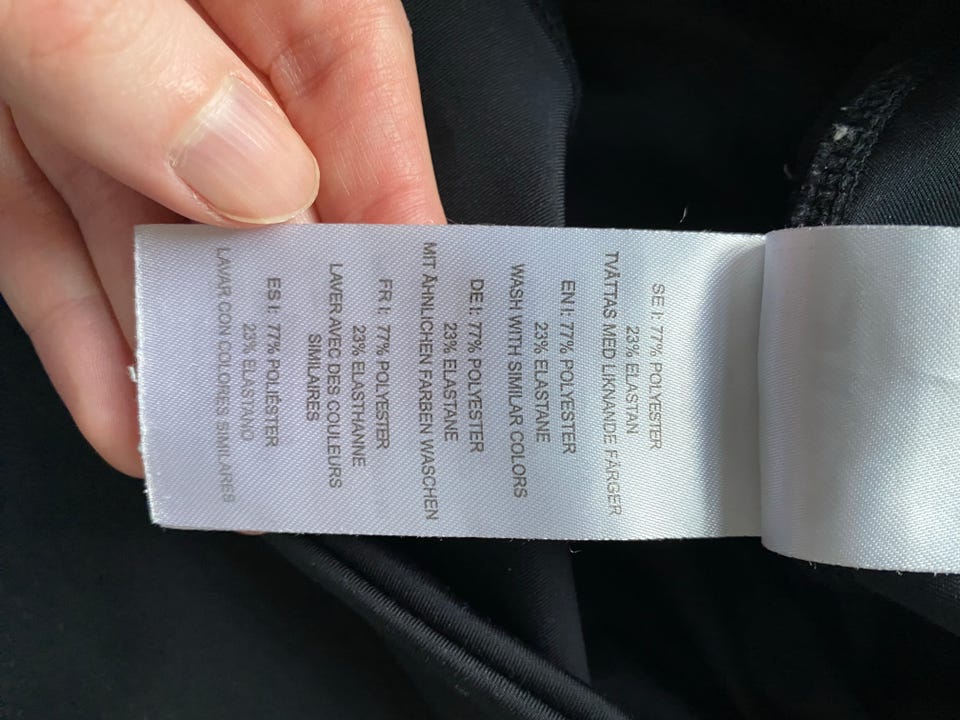 SE I: 77% POLYESTER
23% ELASTAN
TVÄTTAS MED LIKNANDE FÄRGER
EN I: 77% POLYESTER
23% ELASTANE
WASH WITH SIMILAR COLORS
DE I: 77% POLYESTER
23% ELASTANE
MIT ÄHNLICHEN FARBEN WASCHEN
FR I: 77% POLYESTER
23% ELASTHANNE
LAVER AVEC DES COULEURS
SIMILAIRES
ES I: 77% POLIÉSTER
23% ELASTANO
LAVAR CON COLORES SIMILARES